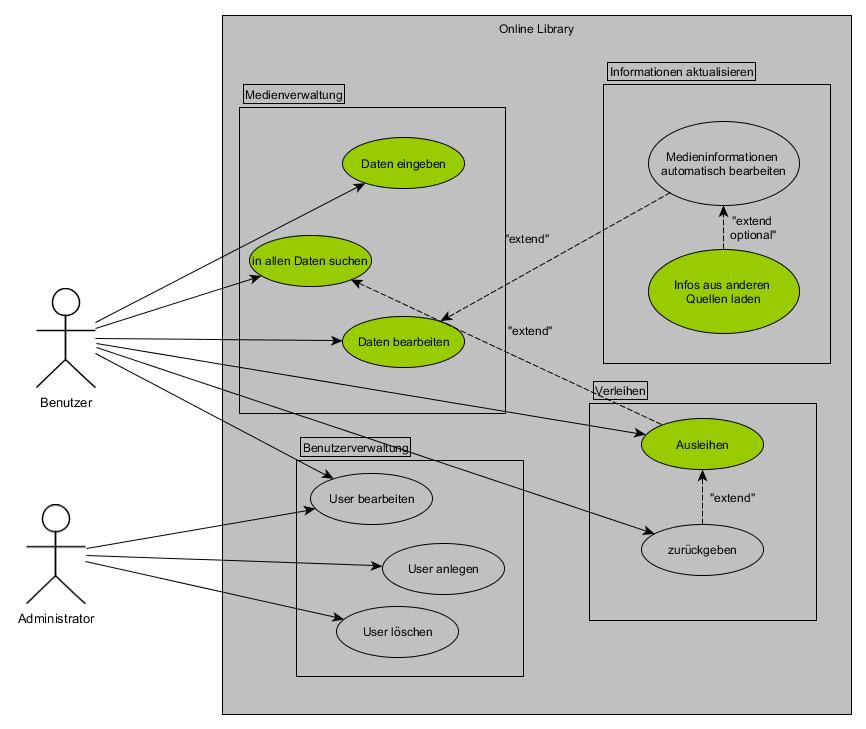 Online Library
Informationen aktualisieren
Medienverwaltung
Daten eingeben
Medieninformationen
automatisch bearbeiten
"extend
optional"
"extend"
in allen Daten suchen
Infos aus anderen
Quellen laden
"extend"
Daten bearbeiten
Benutzer
Verleihen
Ausleihen
Benutzerverwaltung
User bearbeiten
"extend"
zurückgeben
User anlegen
Administrator
User löschen